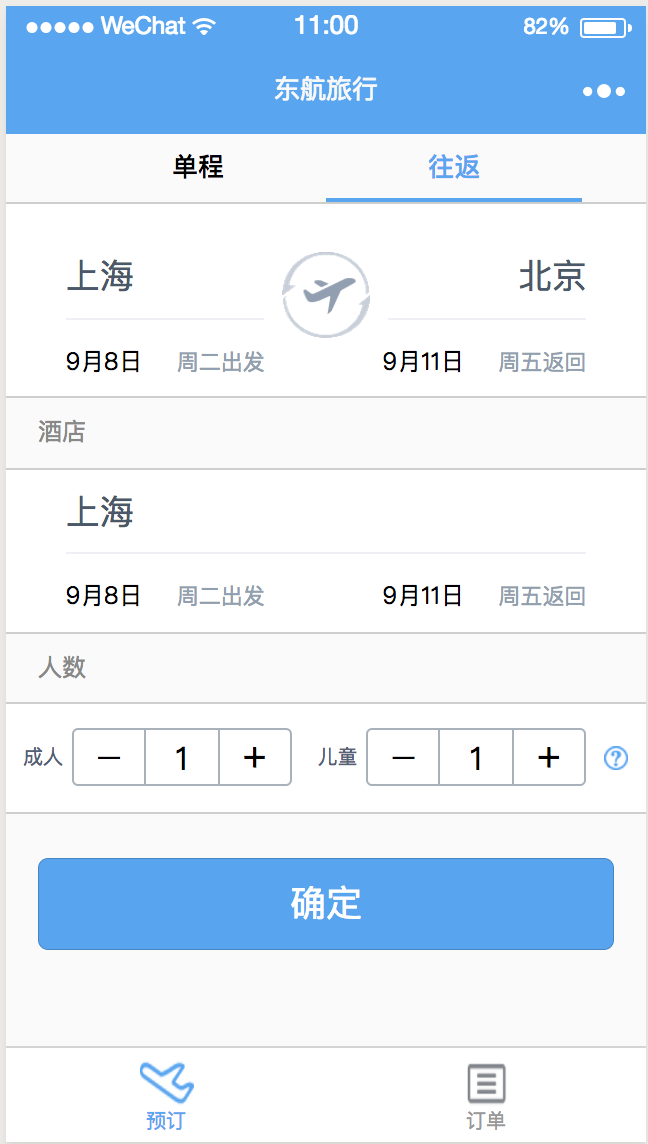 WeChat 11:00 82%
东航旅行
单程 往返
上海 北京
9月8日 周二出发 9月11日 周五返回
酒店
上海
9月8日 周二出发 9月11日 周五返回
人数
成人 — 1 + 儿童 — 1 + ?
确定
预订 订单